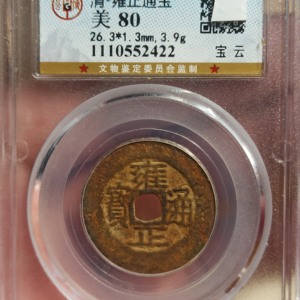 清·雍正通宝
美 80
26.3*1.3mm,3.9g
1110552422
宝云
★ 文物鉴定委员会监制 ★
雍正通寶